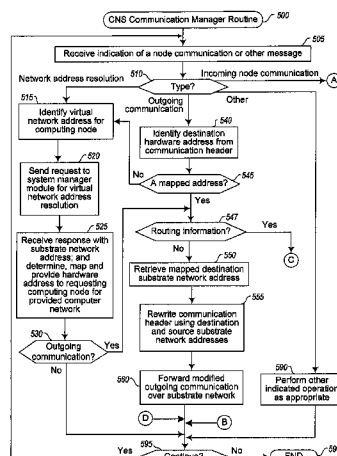 CNS Communication Manager Routine
500
505
Receive indication of a node communication or other message
Network address resolution
510
Type?
Incoming node communication
A
Outgoing
communication
Other
515
Identify virtual
network address for
computing node
540
Identify destination
hardware address from
communication header
520
Send request to
system manager
module for virtual
network address
resolution
No
545
A mapped address?
Yes
525
Receive response with
substrate network
address; and
determine, map and
provide hardware
address to requesting
computing node for
provided computer
network
547
Routing information?
Yes
C
No
550
Retrieve mapped destination
substrate network address
555
Rewrite communication
header using destination
and source substrate
network addresses
530
Outgoing
communication?
Yes
No
560
Forward modified
outgoing communication
over substrate network
590
Perform other
indicated operation
as appropriate
D
B
Yes
595
Continue?
No
END